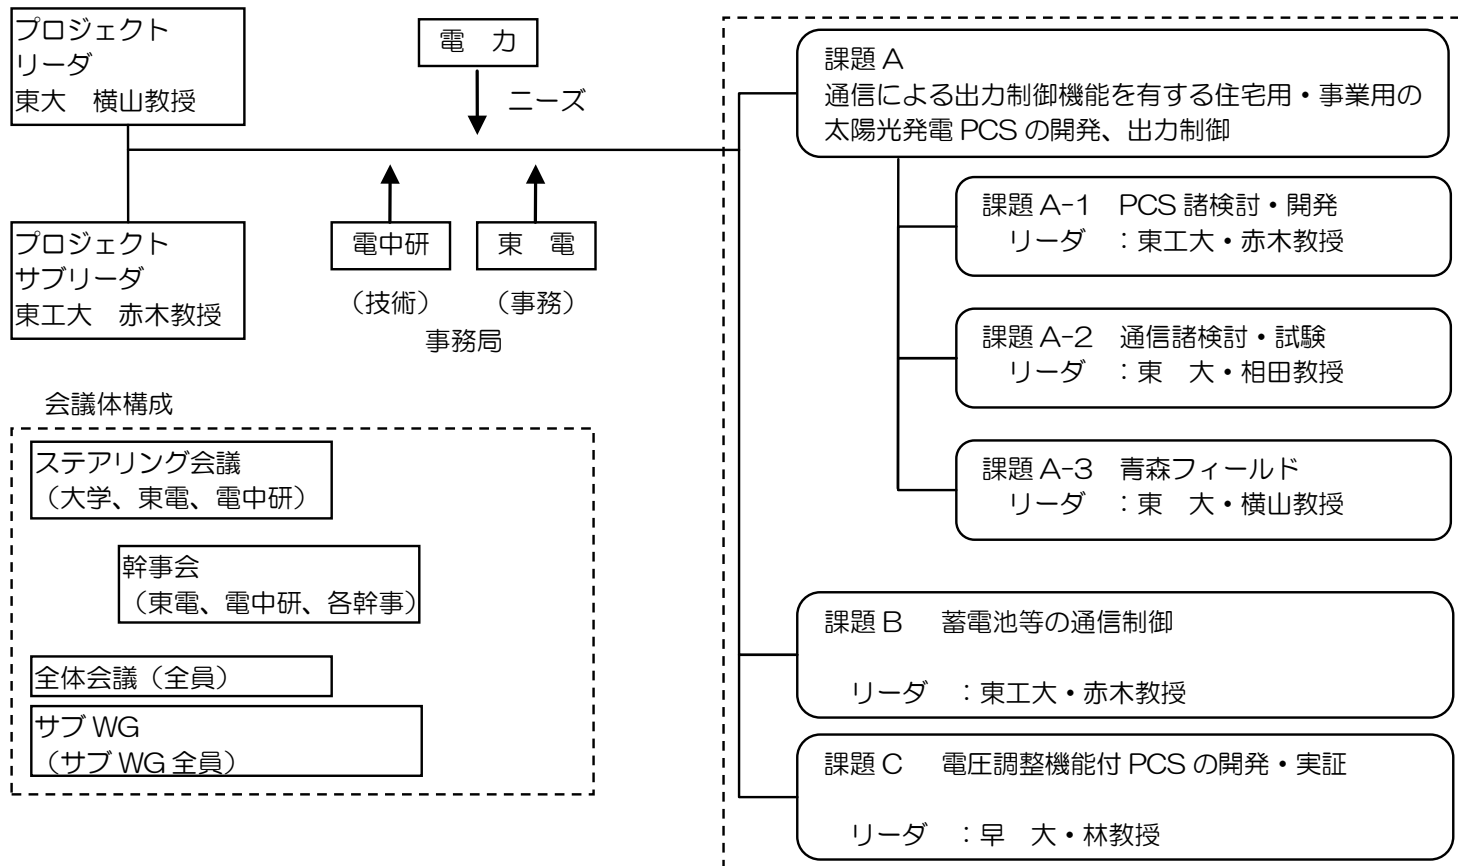 プロジェクト
リーダ
東大　横山教授
電　力
ニーズ
プロジェクト
サブリーダ
東工大　赤木教授
電中研
東　電
（技術）
（事務）
事務局
会議体構成
ステアリング会議
（大学、東電、電中研）
幹事会
（東電、電中研、各幹事）
全体会議（全員）
サブ WG
（サブ WG 全員）
課題 A
通信による出力制御機能を有する住宅用・事業用の
太陽光発電 PCS の開発、出力制御
課題 A-1　PCS 諸検討・開発
リーダ　：東工大・赤木教授
課題 A-2　通信諸検討・試験
リーダ　：東　大・相田教授
課題 A-3　青森フィールド
リーダ　：東　大・横山教授
課題 B　蓄電池等の通信制御
リーダ　：東工大・赤木教授
課題 C　電圧調整機能付 PCS の開発・実証
リーダ　：早　大・林教授